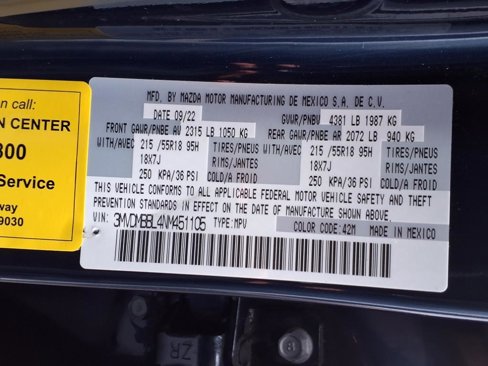 n call:
N CENTER
800
Service
way
9030
MFD. BY MAZDA MOTOR MANUFACTURING DE MEXICO S.A. DE C.V.
DATE 09/22 GVWR/PNBV 4381 LB 1987 KG
FRONT GAWR/PNBE AV 2315 LB 1050 KG REAR GAWR/PNBE AR 2072 LB 940 KG
WITH/AVEC 215 /55R18 95H TIRES/PNEUS WITH/AVEC 215 /55R18 95H TIRES/PNEUS
18X7J RIMS/JANTES 18X7J RIMS/JANTES
250 KPA/36 PSI COLD/A FROID 250 KPA/36 PSI COLD/A FROID
THIS VEHICLE CONFORMS TO ALL APPLICABLE FEDERAL MOTOR VEHICLE SAFETY AND THEFT
PREVENTION STANDARDS IN EFFECT ON THE DATE OF MANUFACTURE SHOWN ABOVE.
VIN: 3MVDMBBL4NM451105 TYPE:MPV COLOR CODE:42M MADE IN MEXICO
ZR